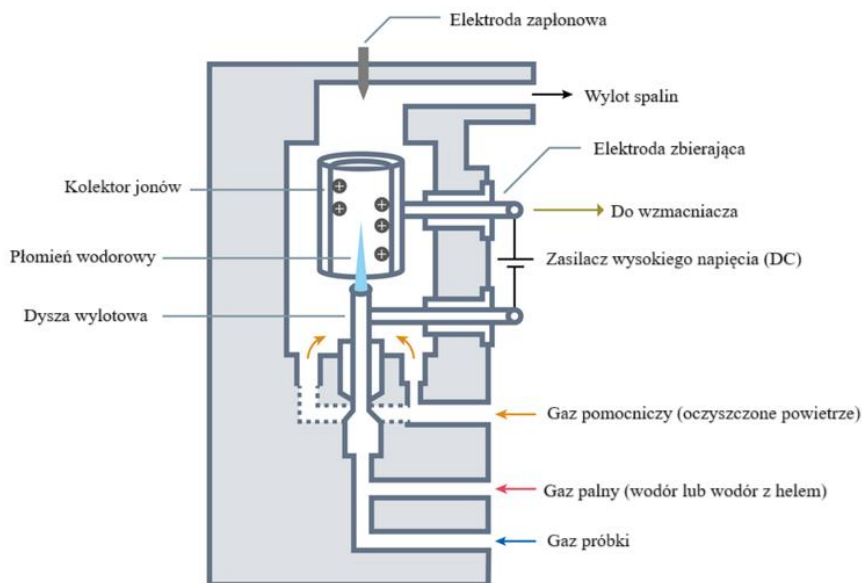 Elektroda zapłonowa
Wylot spalin
Elektroda zbierająca
Kolektor jonów
Do wzmacniacza
Płomień wodorowy
Zasilacz wysokiego napięcia (DC)
Dysza wylotowa
Gaz pomocniczy (oczyszczone powietrze)
Gaz palny (wodór lub wodór z helem)
Gaz próbki